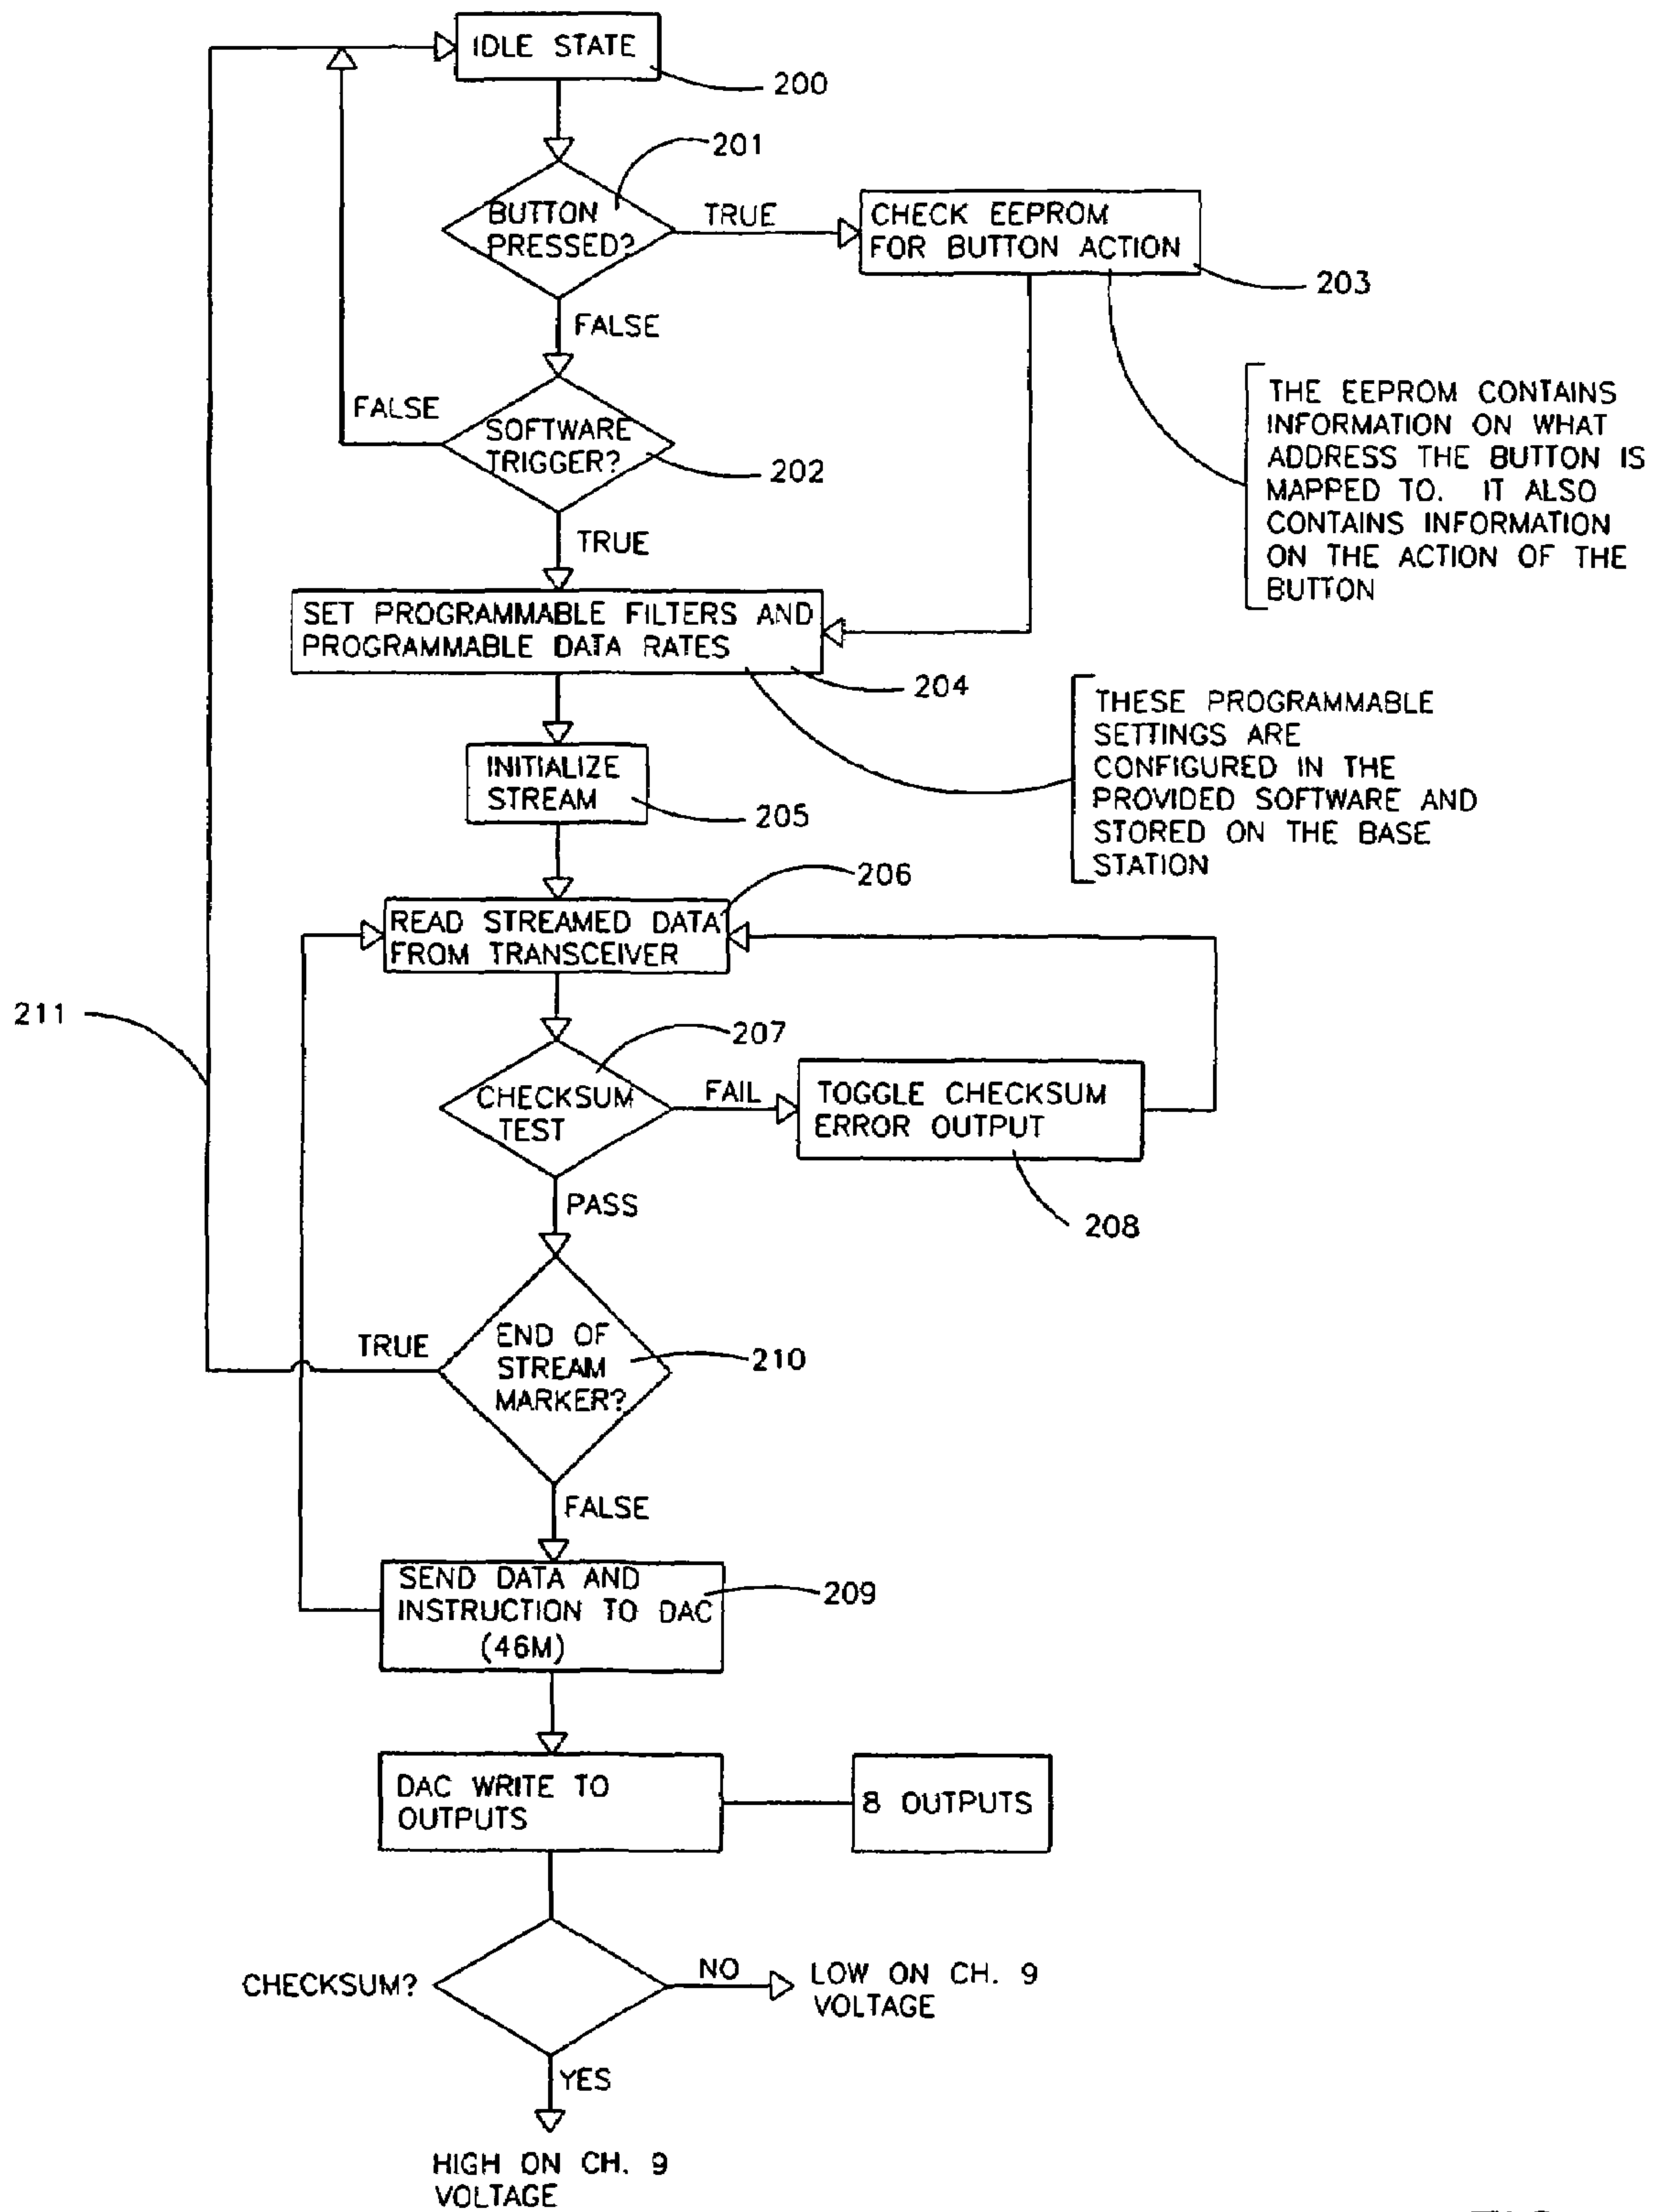 IDLE STATE
200
201
BUTTON
PRESSED?
TRUE
CHECK EEPROM
FOR BUTTON ACTION
203
FALSE
FALSE
SOFTWARE
TRIGGER?
202
THE EEPROM CONTAINS
INFORMATION ON WHAT
ADDRESS THE BUTTON IS
MAPPED TO. IT ALSO
CONTAINS INFORMATION
ON THE ACTION OF THE
BUTTON
TRUE
SET PROGRAMMABLE FILTERS AND
PROGRAMMABLE DATA RATES
204
THESE PROGRAMMABLE
SETTINGS ARE
CONFIGURED IN THE
PROVIDED SOFTWARE AND
STORED ON THE BASE
STATION
INITIALIZE
STREAM
205
206
READ STREAMED DATA
FROM TRANSCEIVER
211
207
CHECKSUM
TEST
FAIL
TOGGLE CHECKSUM
ERROR OUTPUT
208
PASS
TRUE
END OF
STREAM
MARKER?
210
FALSE
SEND DATA AND
INSTRUCTION TO DAC
(46M)
209
DAC WRITE TO
OUTPUTS
8 OUTPUTS
CHECKSUM?
NO
LOW ON CH. 9
VOLTAGE
YES
HIGH ON CH. 9
VOLTAGE